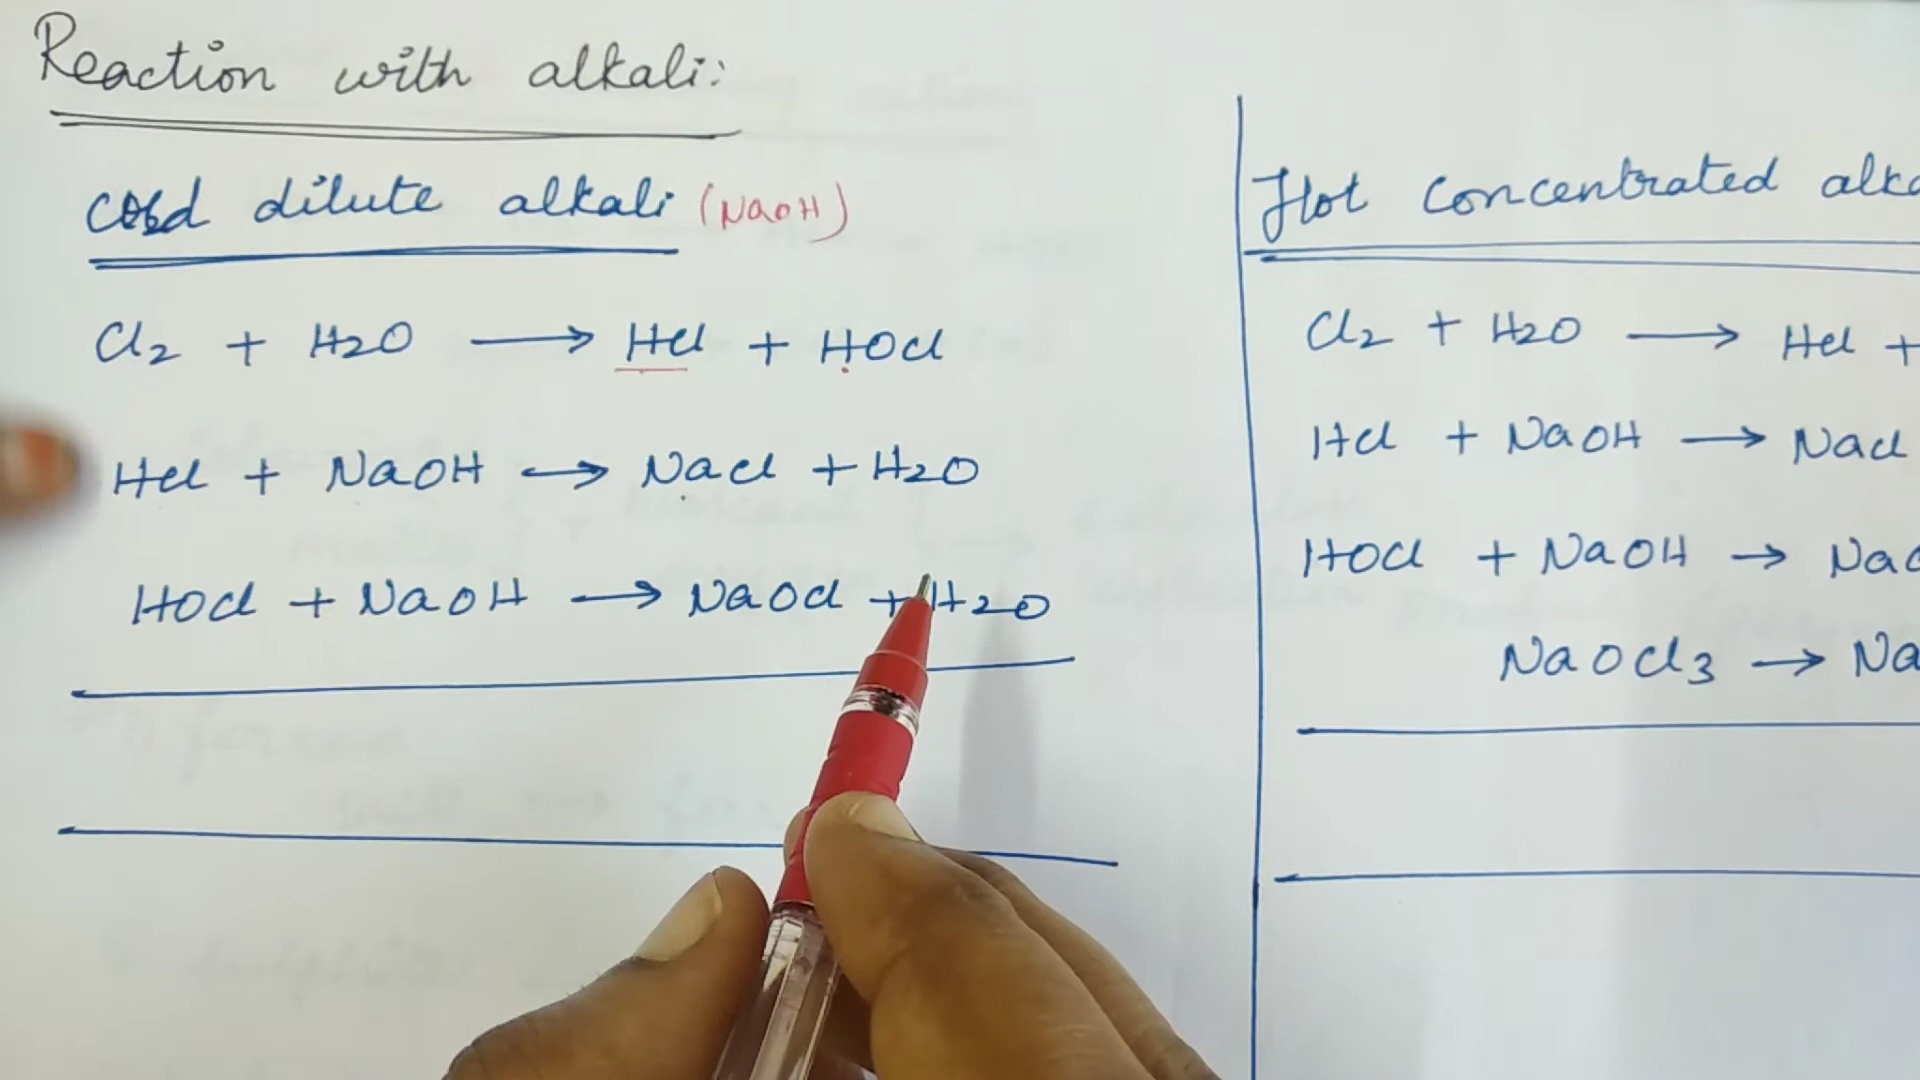 Reaction with alkali:
cold dilute alkali (NaOH)
Cl2 + H2O → Hcl + HOcl
Hcl + NaOH → Nacl + H2O
HOcl + NaOH → NaOcl + H2O
Hot concentrated alka
Cl2 + H2O → Hcl +
Hcl + NaOH → Nacl
HOcl + NaOH → NaO
NaOcl3 → Na